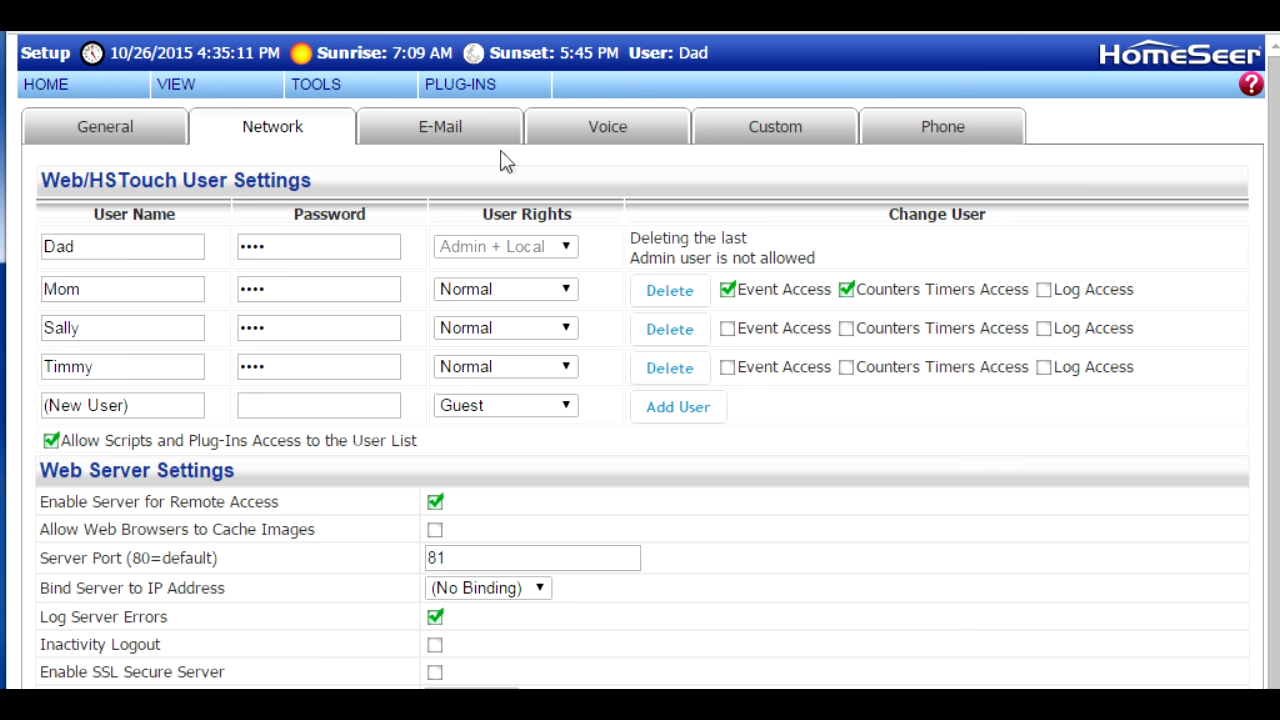 Setup 10/26/2015 4:35:11 PM Sunrise: 7:09 AM Sunset: 5:45 PM User: Dad HomeSeer
HOME VIEW TOOLS PLUG-INS ?
General Network E-Mail Voice Custom Phone
Web/HSTouch User Settings
User Name Password User Rights Change User
Dad •••• Admin + Local ▼ Deleting the last
Admin user is not allowed
Mom •••• Normal ▼ Delete Event Access Counters Timers Access Log Access
Sally •••• Normal ▼ Delete Event Access Counters Timers Access Log Access
Timmy •••• Normal ▼ Delete Event Access Counters Timers Access Log Access
(New User) Guest ▼ Add User
Allow Scripts and Plug-Ins Access to the User List
Web Server Settings
Enable Server for Remote Access
Allow Web Browsers to Cache Images
Server Port (80=default) 81
Bind Server to IP Address (No Binding) ▼
Log Server Errors
Inactivity Logout
Enable SSL Secure Server